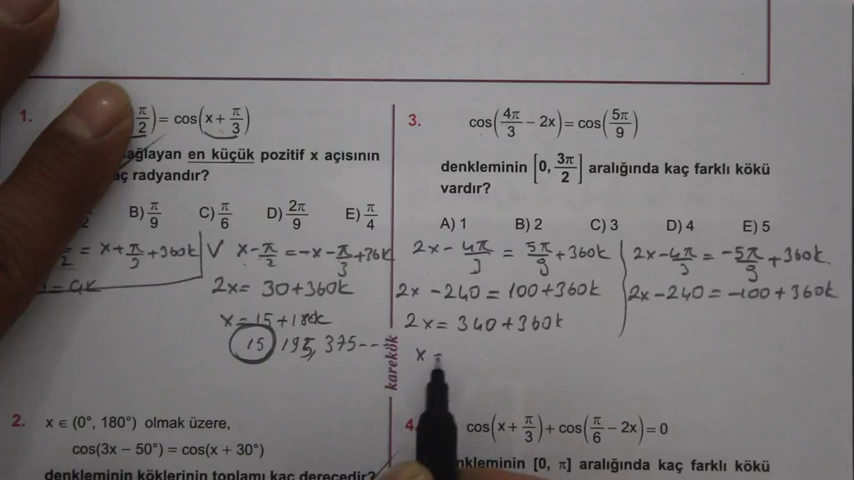 1.
π/2) = cos(x + π/3)
ağlayan en küçük pozitif x açısının
radyandır?
B) π/9 C) π/6 D) 2π/9 E) π/4
= x + π/3 + 360k V x - π/2 = -x - π/3 + 36k
2x = 30 + 360k
x = 15 + 180k
15, 195, 375 - - -
2. x ∈ (0°, 180°) olmak üzere,
cos(3x – 50°) = cos(x + 30°)
denkleminin köklerinin toplamı kaç derecedir?
karekök
3. cos(4π/3 – 2x) = cos(5π/9)
denkleminin [0, 3π/2] aralığında kaç farklı kökü
vardır?
A) 1 B) 2 C) 3 D) 4 E) 5
2x - 4π/3 = 5π/9 + 360k 2x - 4π/3 = -5π/9 + 360k
2x - 240 = 100 + 360k 2x - 240 = -100 + 360k
2x = 340 + 360k
x =
4. cos(x + π/3) + cos(π/6 – 2x) = 0
nkleminin [0, π] aralığında kaç farklı kökü